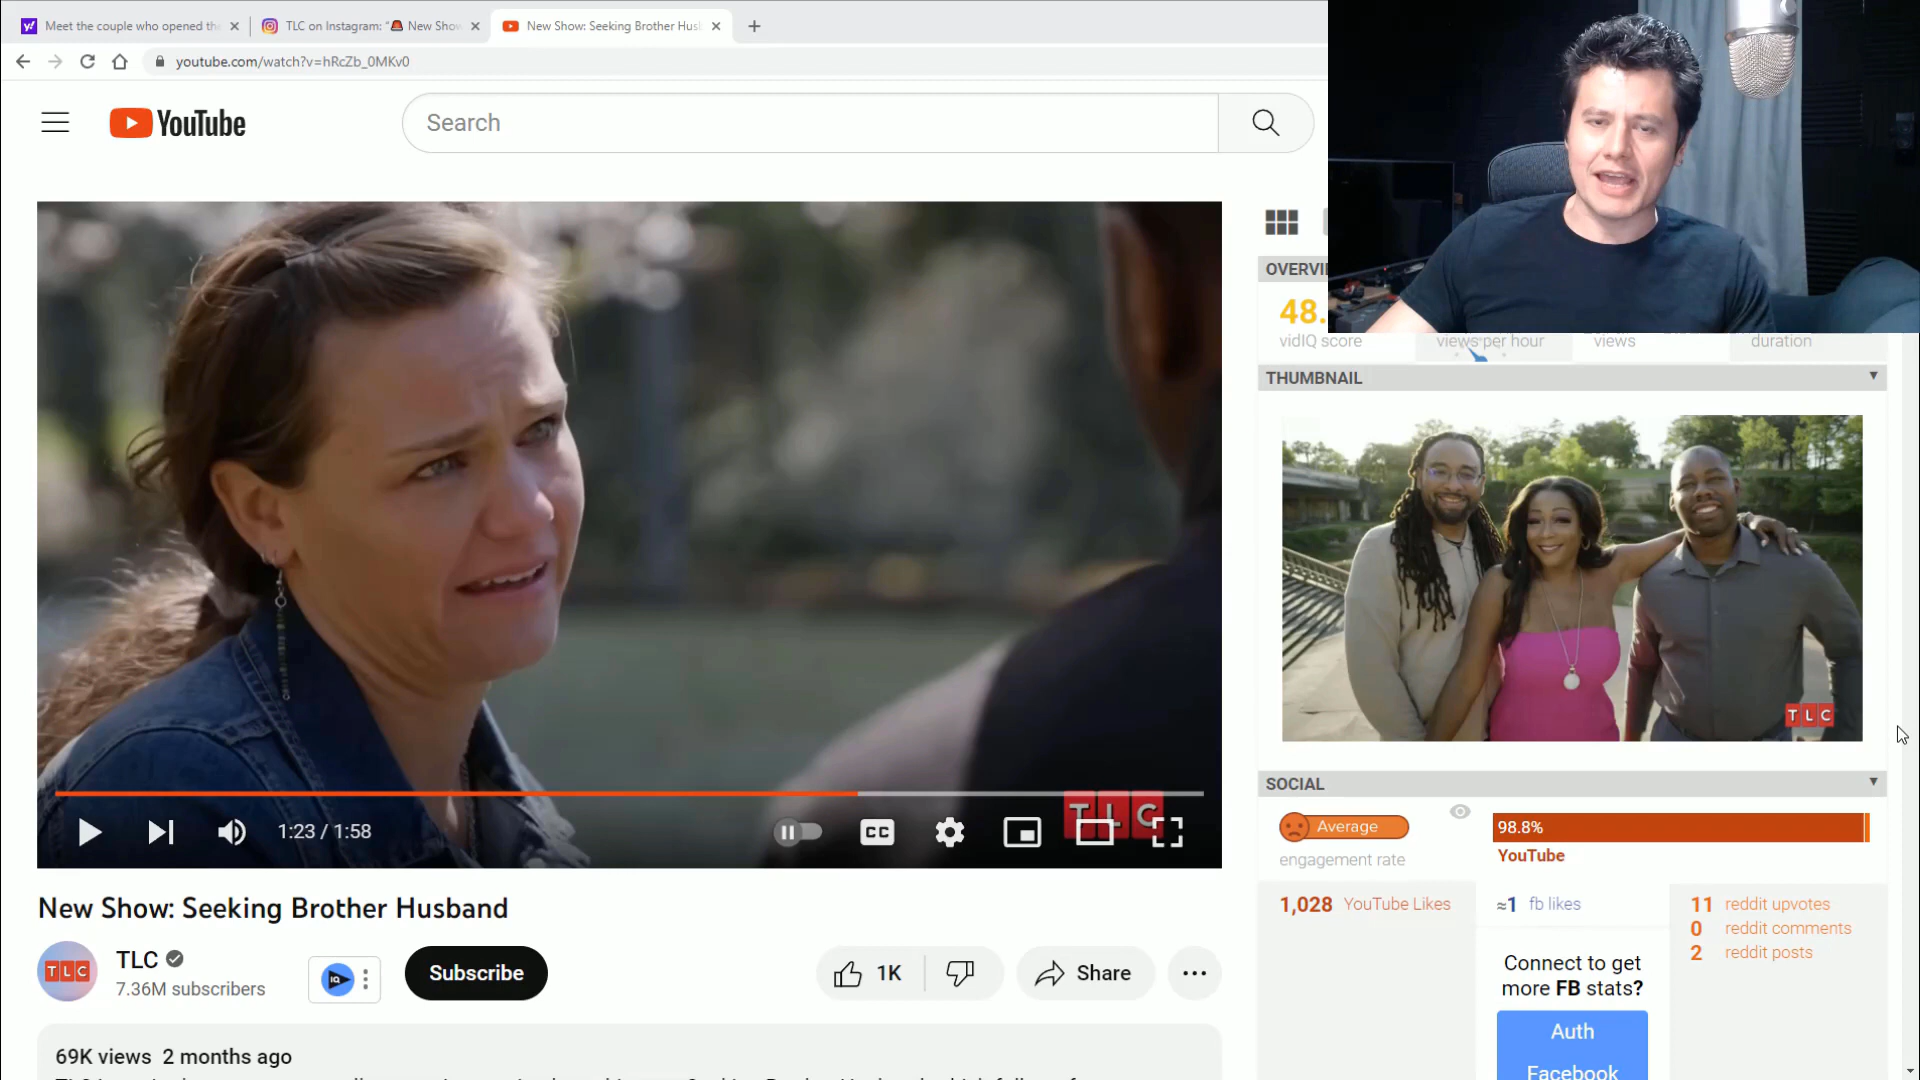 Meet the couple who opened the
TLC on Instagram: "🚨 New Show
New Show: Seeking Brother Husb
youtube.com/watch?v=hRcZb_0MKv0
YouTube
Search
OVERVI
48.
vidIQ score
views per hour
views
duration
THUMBNAIL
TLC
SOCIAL
Average
engagement rate
98.8%
YouTube
1,028 YouTube Likes
≈1 fb likes
11 reddit upvotes
0 reddit comments
2 reddit posts
Connect to get
more FB stats?
Auth
Facebook
TLC
1:23 / 1:58
CC
New Show: Seeking Brother Husband
TLC
TLC
7.36M subscribers
IQ
Subscribe
1K
Share
69K views 2 months ago